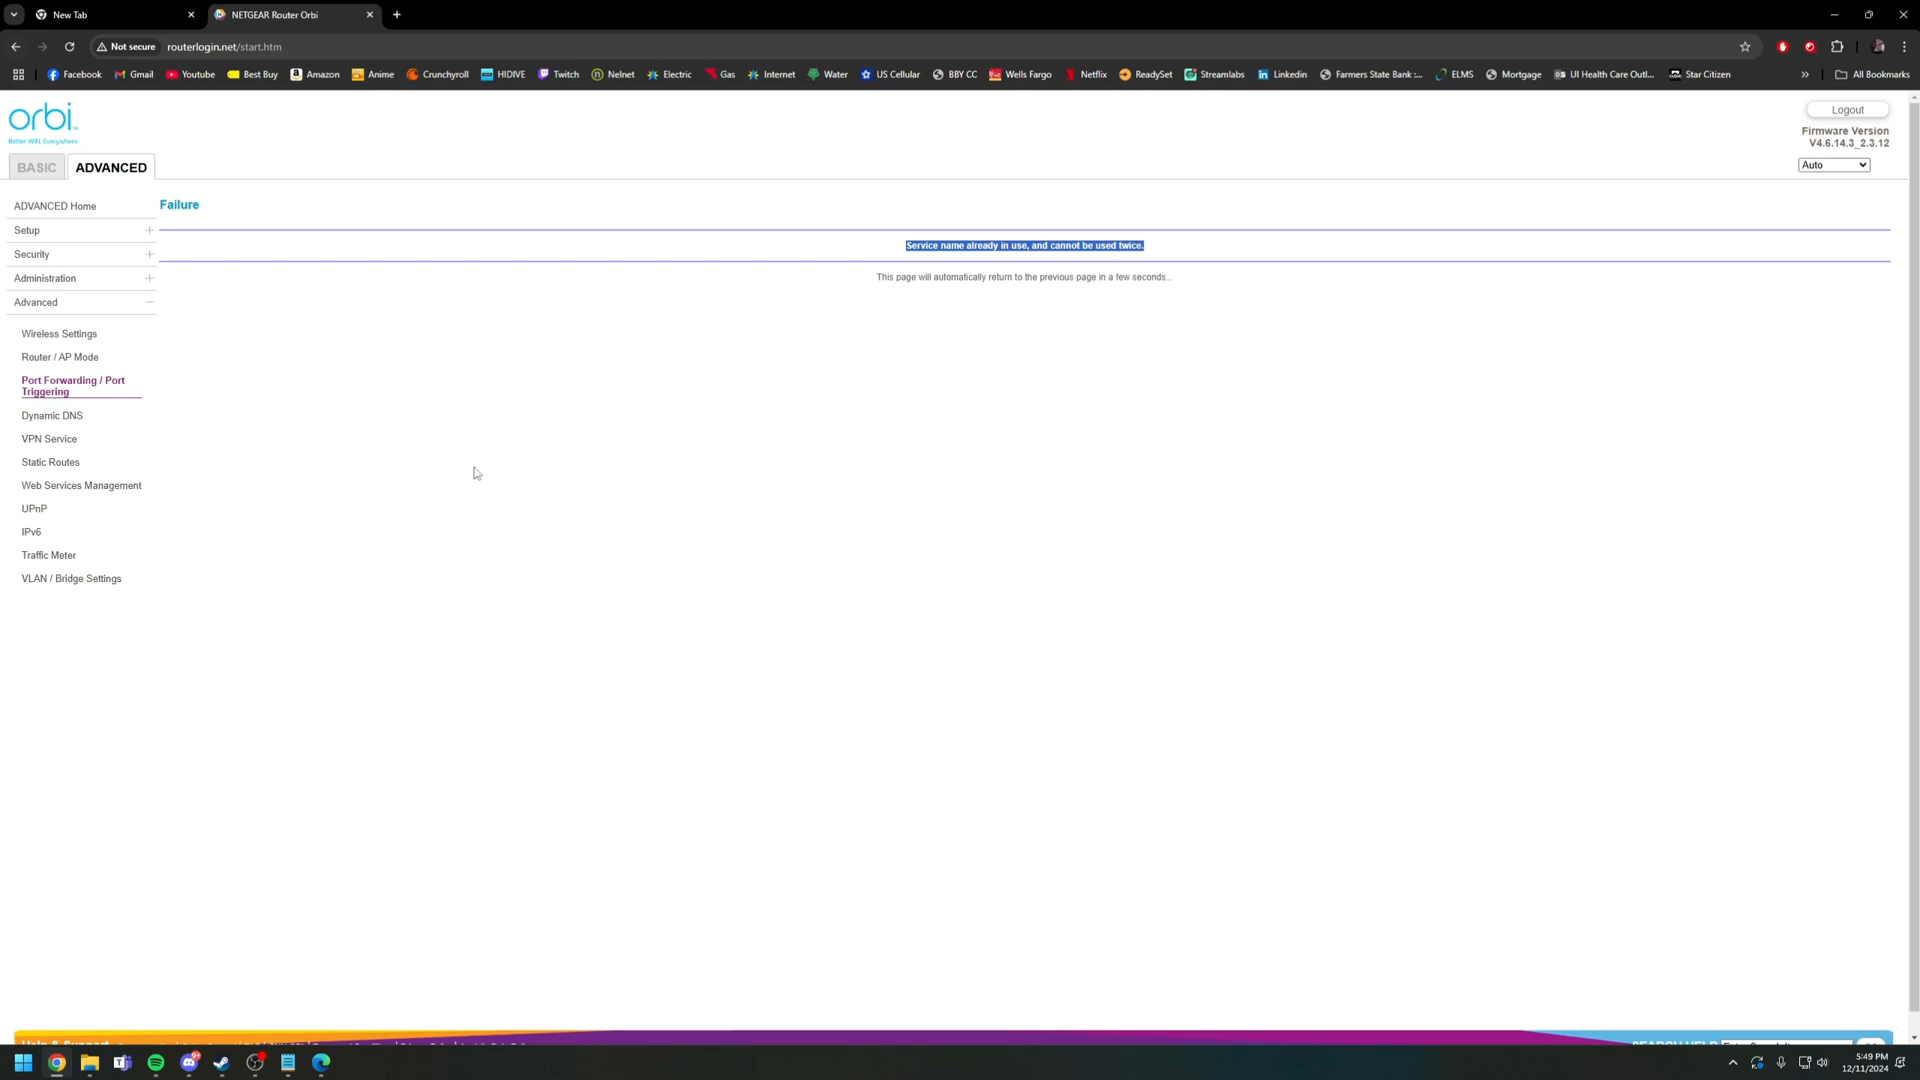 New Tab
NETGEAR Router Orbi
Not secure
routerlogin.net/start.htm
Facebook
Gmail
Youtube
Best Buy
Amazon
Anime
Crunchyroll
HIDIVE
Twitch
Nelnet
Electric
Gas
Internet
Water
US Cellular
BBY CC
Wells Fargo
Netflix
ReadySet
Streamlabs
Linkedin
Farmers State Bank :...
ELMS
Mortgage
UI Health Care Outl...
Star Citizen
All Bookmarks
orbi
Better WiFi. Everywhere.
Logout
Firmware Version
V4.6.14.3_2.3.12
Auto
BASIC
ADVANCED
ADVANCED Home
Setup
Security
Administration
Advanced
Wireless Settings
Router / AP Mode
Port Forwarding / Port
Triggering
Dynamic DNS
VPN Service
Static Routes
Web Services Management
UPnP
IPv6
Traffic Meter
VLAN / Bridge Settings
Failure
Service name already in use, and cannot be used twice.
This page will automatically return to the previous page in a few seconds...
Help & Support
SEARCH HELP
5:49 PM
12/11/2024